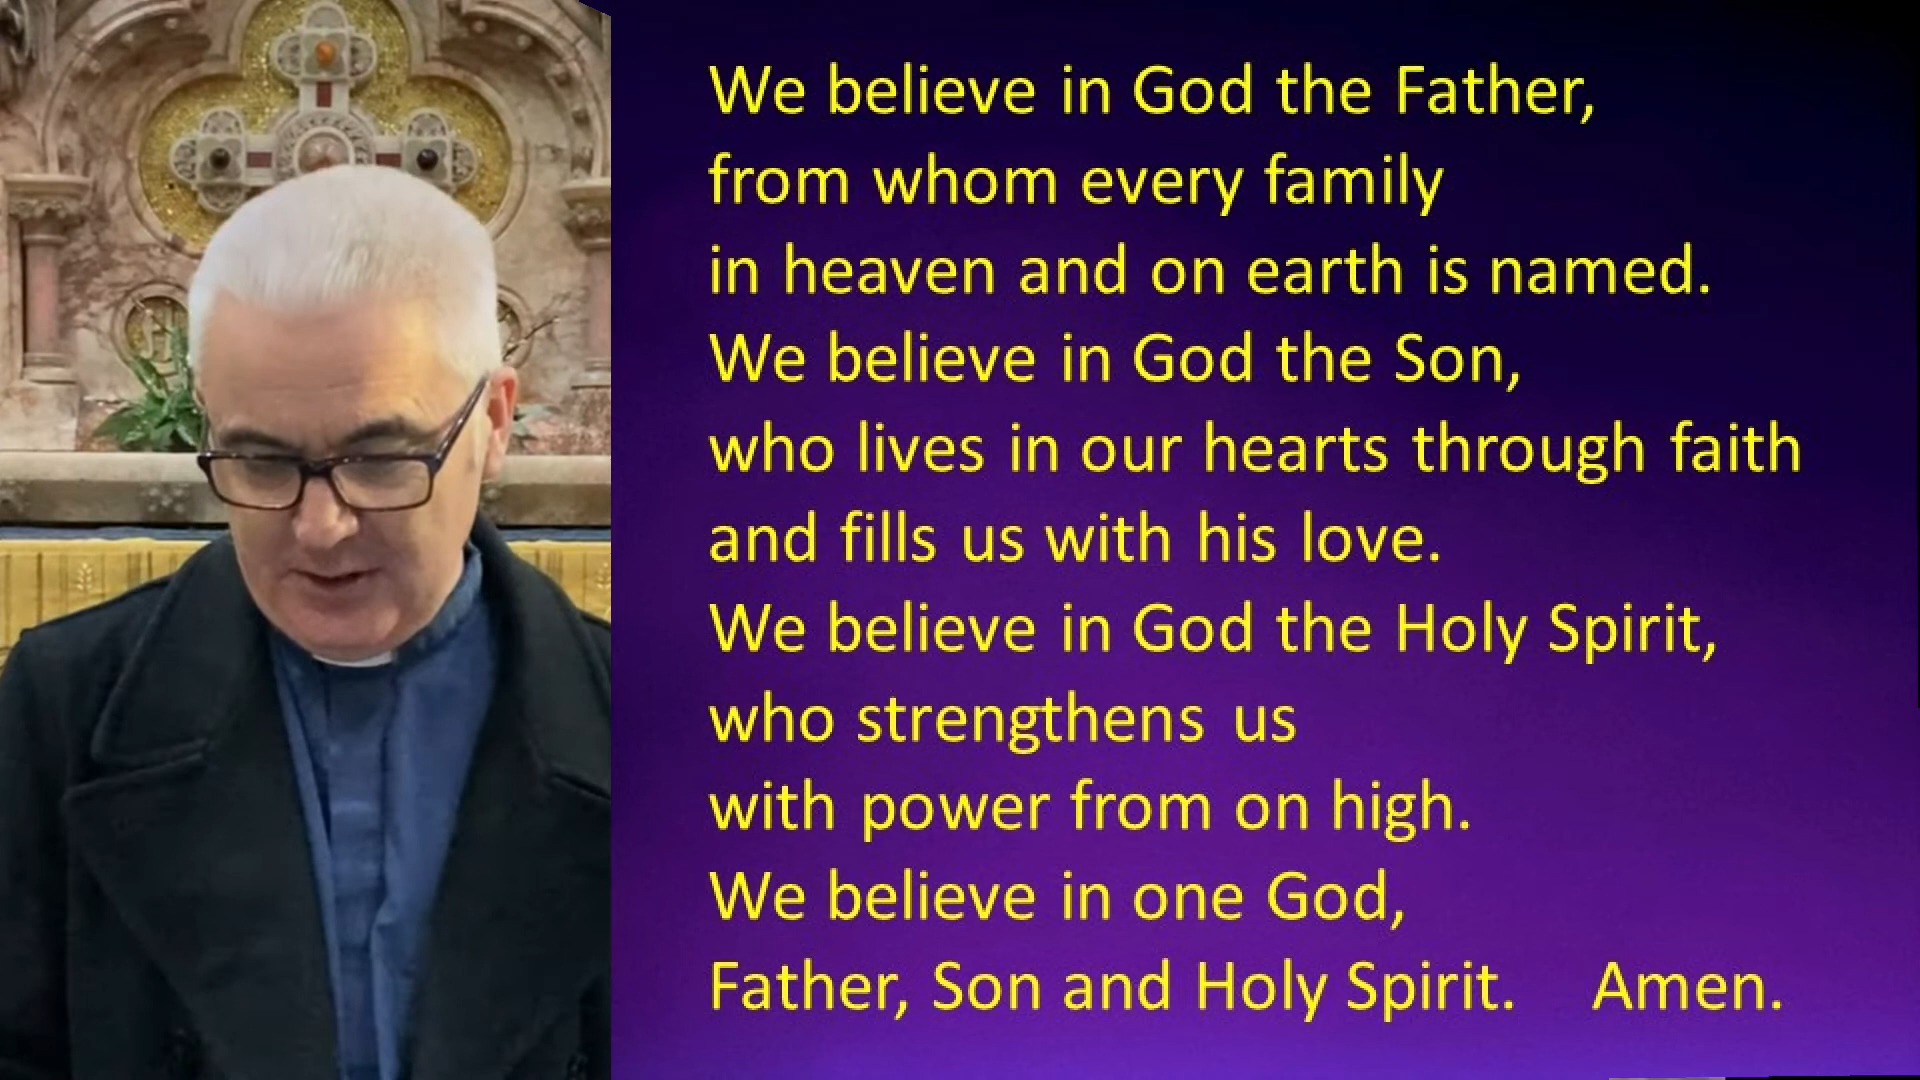 We believe in God the Father,
from whom every family
in heaven and on earth is named.
We believe in God the Son,
who lives in our hearts through faith
and fills us with his love.
We believe in God the Holy Spirit,
who strengthens us
with power from on high.
We believe in one God,
Father, Son and Holy Spirit. Amen.